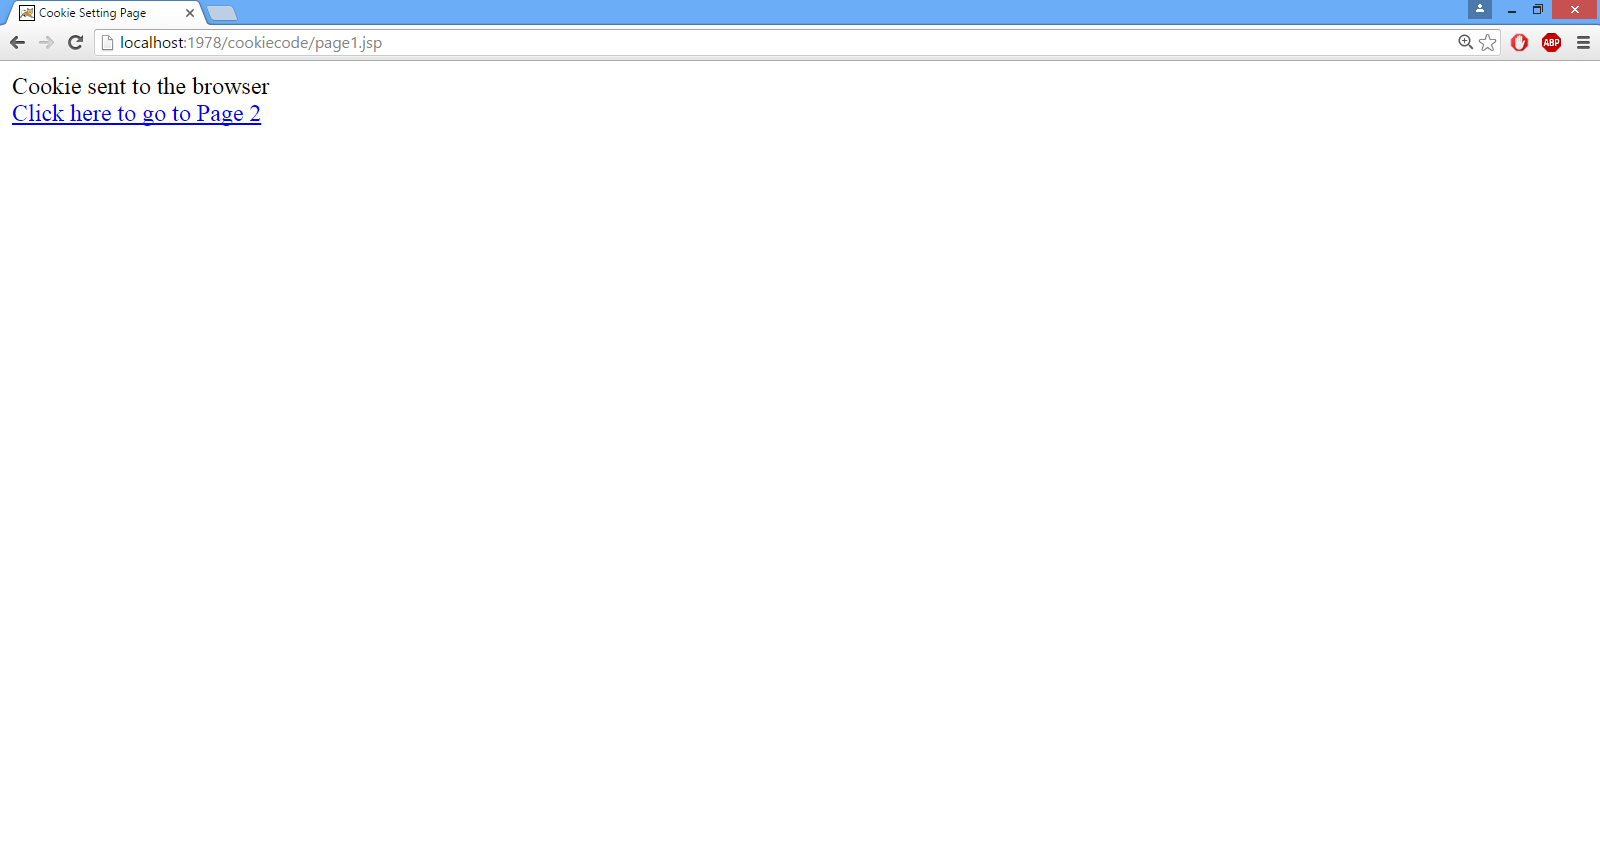 Cookie Setting Page
localhost:1978/cookiecode/page1.jsp
ABP
Cookie sent to the browser
Click here to go to Page 2